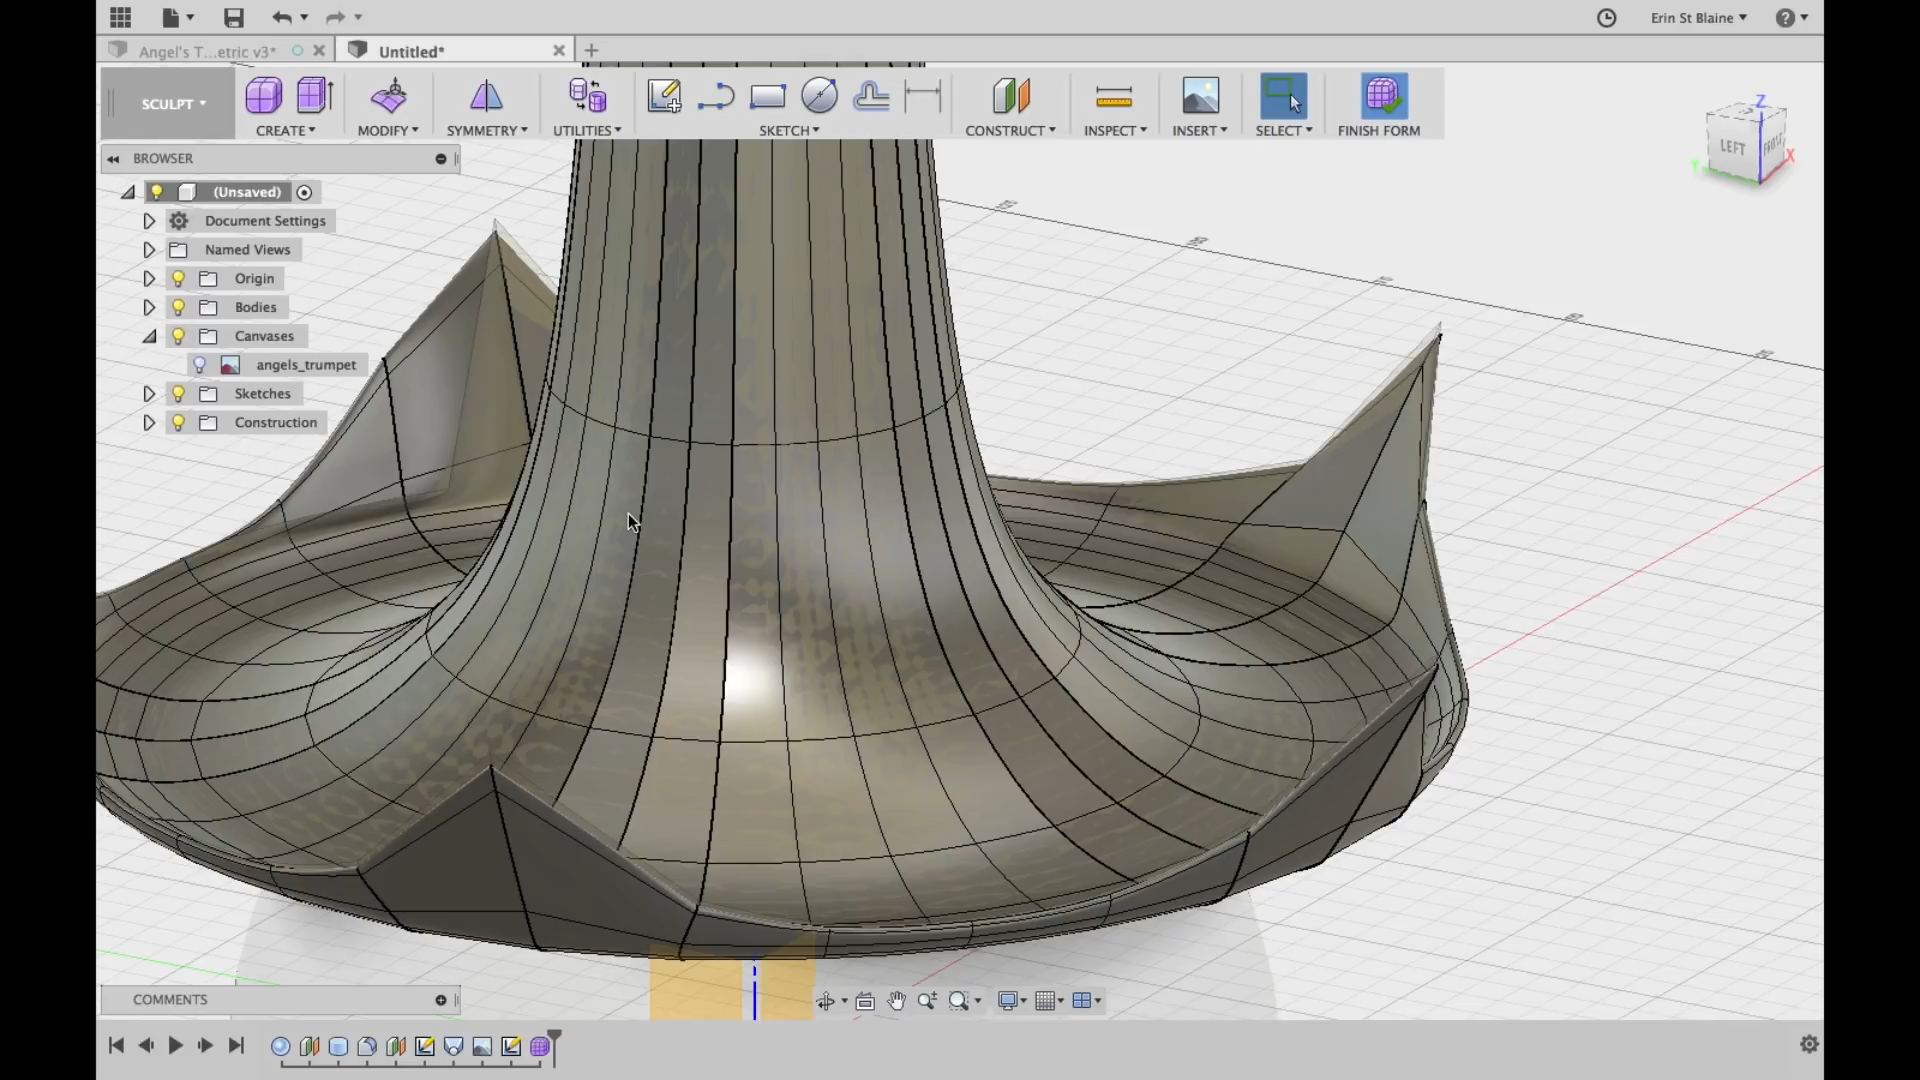 Erin St Blaine
Angel's T...etric v3*
Untitled*
SCULPT
CREATE
MODIFY
SYMMETRY
UTILITIES
SKETCH
CONSTRUCT
INSPECT
INSERT
SELECT
FINISH FORM
Z
LEFT
FRONT
X
Y
BROWSER
(Unsaved)
Document Settings
Named Views
Origin
Bodies
Canvases
angels_trumpet
Sketches
Construction
COMMENTS